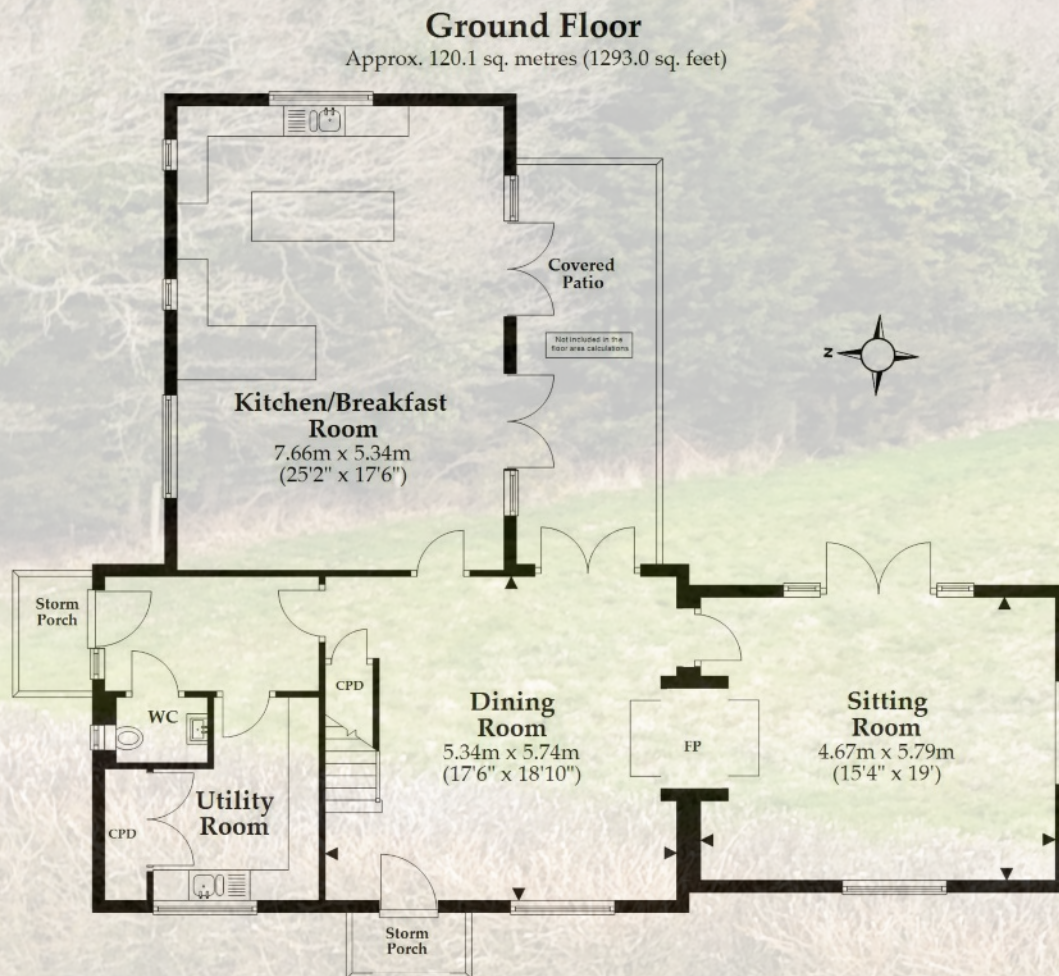 Ground Floor
Approx. 120.1 sq. metres (1293.0 sq. feet)
Covered
Patio
Not included in the
floor area calculations
N
Kitchen/Breakfast
Room
7.66m x 5.34m
(25'2" x 17'6")
Storm
Porch
CPD
WC
Dining
Room
5.34m x 5.74m
(17'6" x 18'10")
FP
Sitting
Room
4.67m x 5.79m
(15'4" x 19')
Utility
Room
CPD
Storm
Porch